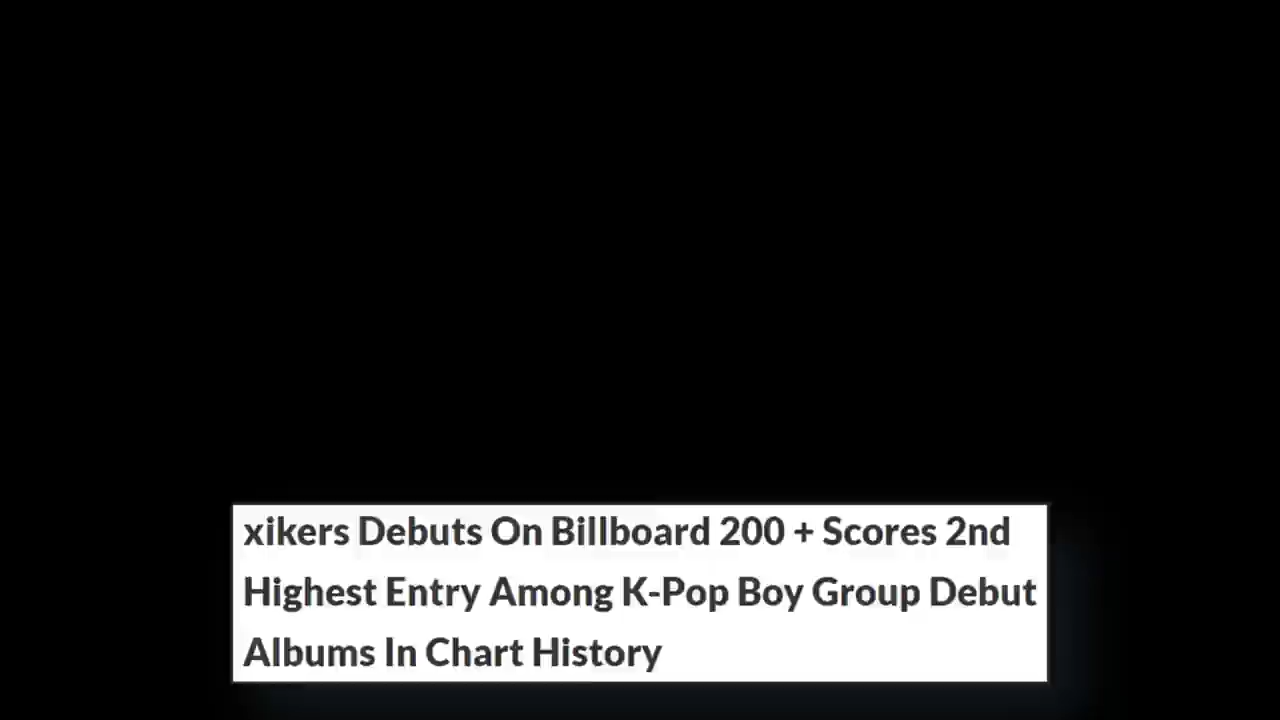 xikers Debuts On Billboard 200 + Scores 2nd
Highest Entry Among K-Pop Boy Group Debut
Albums In Chart History